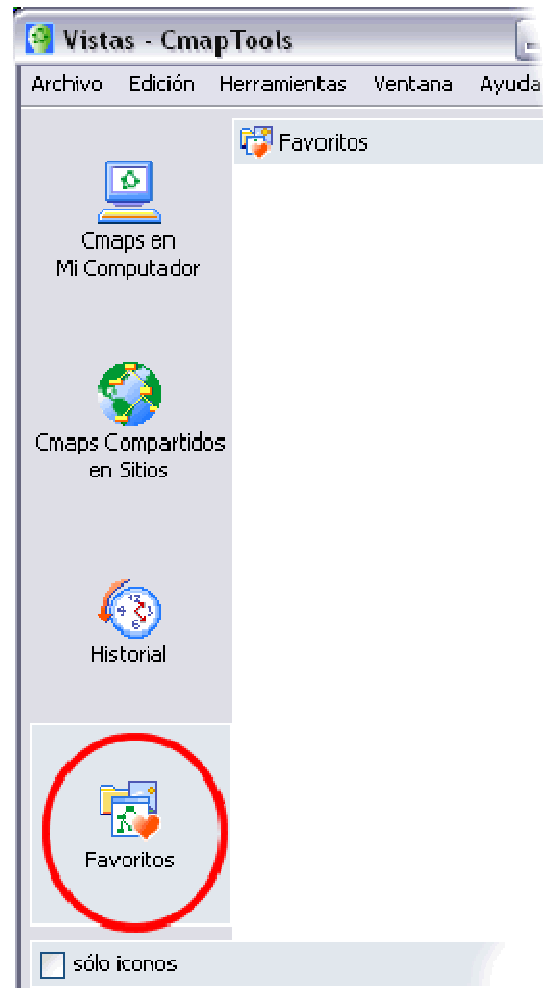 Vistas - CmapTools
Archivo Edición Herramientas Ventana Ayuda
Favoritos
Cmaps en
Mi Computador
Cmaps Compartidos
en Sitios
Historial
Favoritos
sólo iconos